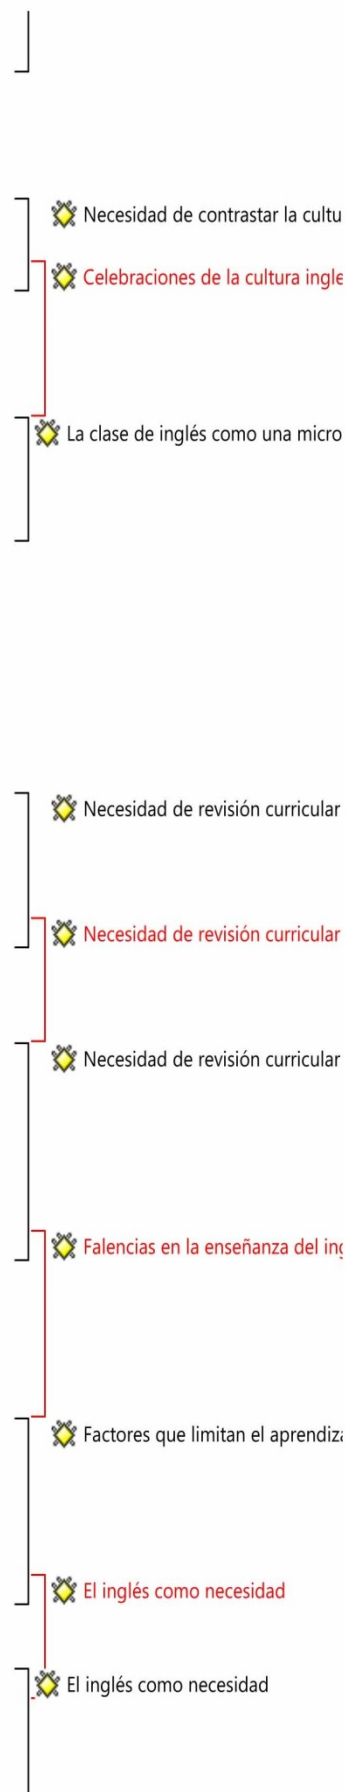 Necesidad de contrastar la cultu
Celebraciones de la cultura ingle
La clase de inglés como una micro
Necesidad de revisión curricular
Necesidad de revisión curricular
Necesidad de revisión curricular
Falencias en la enseñanza del ing
Factores que limitan el aprendiza
El inglés como necesidad
El inglés como necesidad